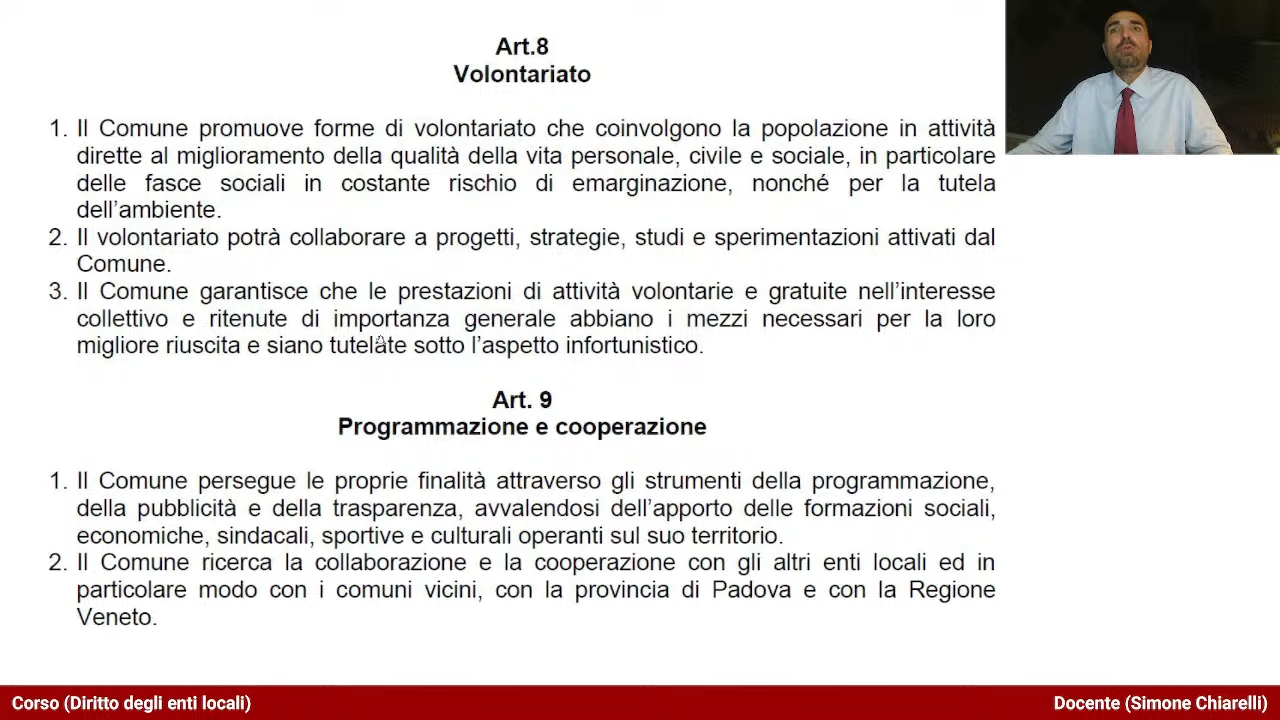 Art.8
Volontariato
1. Il Comune promuove forme di volontariato che coinvolgono la popolazione in attività
dirette al miglioramento della qualità della vita personale, civile e sociale, in particolare
delle fasce sociali in costante rischio di emarginazione, nonché per la tutela
dell’ambiente.
2. Il volontariato potrà collaborare a progetti, strategie, studi e sperimentazioni attivati dal
Comune.
3. Il Comune garantisce che le prestazioni di attività volontarie e gratuite nell’interesse
collettivo e ritenute di importanza generale abbiano i mezzi necessari per la loro
migliore riuscita e siano tutelate sotto l’aspetto infortunistico.
Art. 9
Programmazione e cooperazione
1. Il Comune persegue le proprie finalità attraverso gli strumenti della programmazione,
della pubblicità e della trasparenza, avvalendosi dell’apporto delle formazioni sociali,
economiche, sindacali, sportive e culturali operanti sul suo territorio.
2. Il Comune ricerca la collaborazione e la cooperazione con gli altri enti locali ed in
particolare modo con i comuni vicini, con la provincia di Padova e con la Regione
Veneto.
Corso (Diritto degli enti locali)
Docente (Simone Chiarelli)